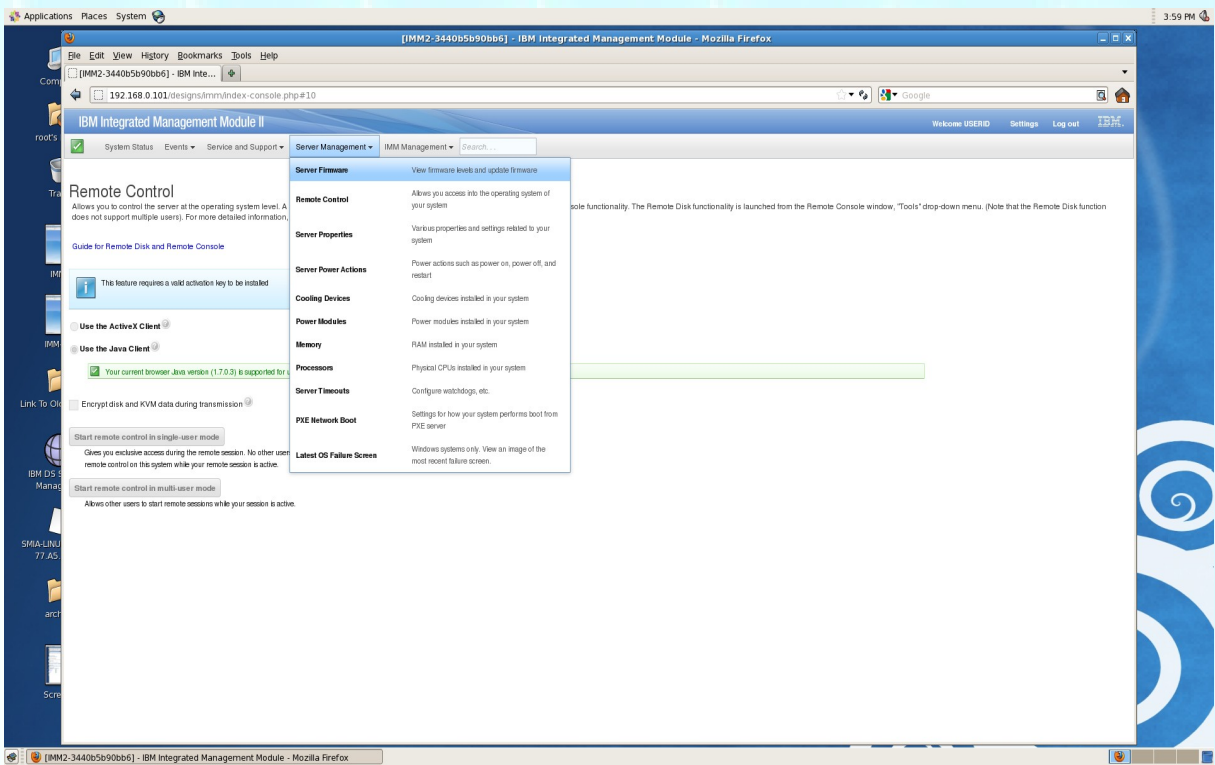 Applications Places System
3:59 PM
[IMM2-3440b5b90bb6] - IBM Integrated Management Module - Mozilla Firefox
File Edit View History Bookmarks Tools Help
[IMM2-3440b5b90bb6] - IBM Inte...
192.168.0.101/designs/imm/index-console.php#10
Google
IBM Integrated Management Module II
Welcome USERID Settings Log out IBM.
System Status Events Service and Support Server Management IMM Management Search...
Server Firmware View firmware levels and update firmware
Remote Control Allows you access into the operating system of
your system
Server Properties Various properties and settings related to your
system
Server Power Actions Power actions such as power on, power off, and
restart
Cooling Devices Cooling devices installed in your system
Power Modules Power modules installed in your system
Memory RAM installed in your system
Processors Physical CPUs installed in your system
Server Timeouts Configure watchdogs, etc.
PXE Network Boot Settings for how your system performs boot from
PXE server
Latest OS Failure Screen Windows systems only. View an image of the
most recent failure screen.
Remote Control
Allows you to control the server at the operating system level. A
sole functionality. The Remote Disk functionality is launched from the Remote Console window, "Tools" drop-down menu. (Note that the Remote Disk function
does not support multiple users). For more detailed information,
Guide for Remote Disk and Remote Console
This feature requires a valid activation key to be installed
Use the ActiveX Client
Use the Java Client
Your current browser Java version (1.7.0.3) is supported for u
Encrypt disk and KVM data during transmission
Start remote control in single-user mode
Gives you exclusive access during the remote session. No other user
remote control on this system while your remote session is active.
Start remote control in multi-user mode
Allows other users to start remote sessions while your session is active.
Com
root's
Tra
IM
IMM
Link To Ol
IBM DS S
Manag
SMIA-LINU
77.A5.
arch
Scre
[IMM2-3440b5b90bb6] - IBM Integrated Management Module - Mozilla Firefox